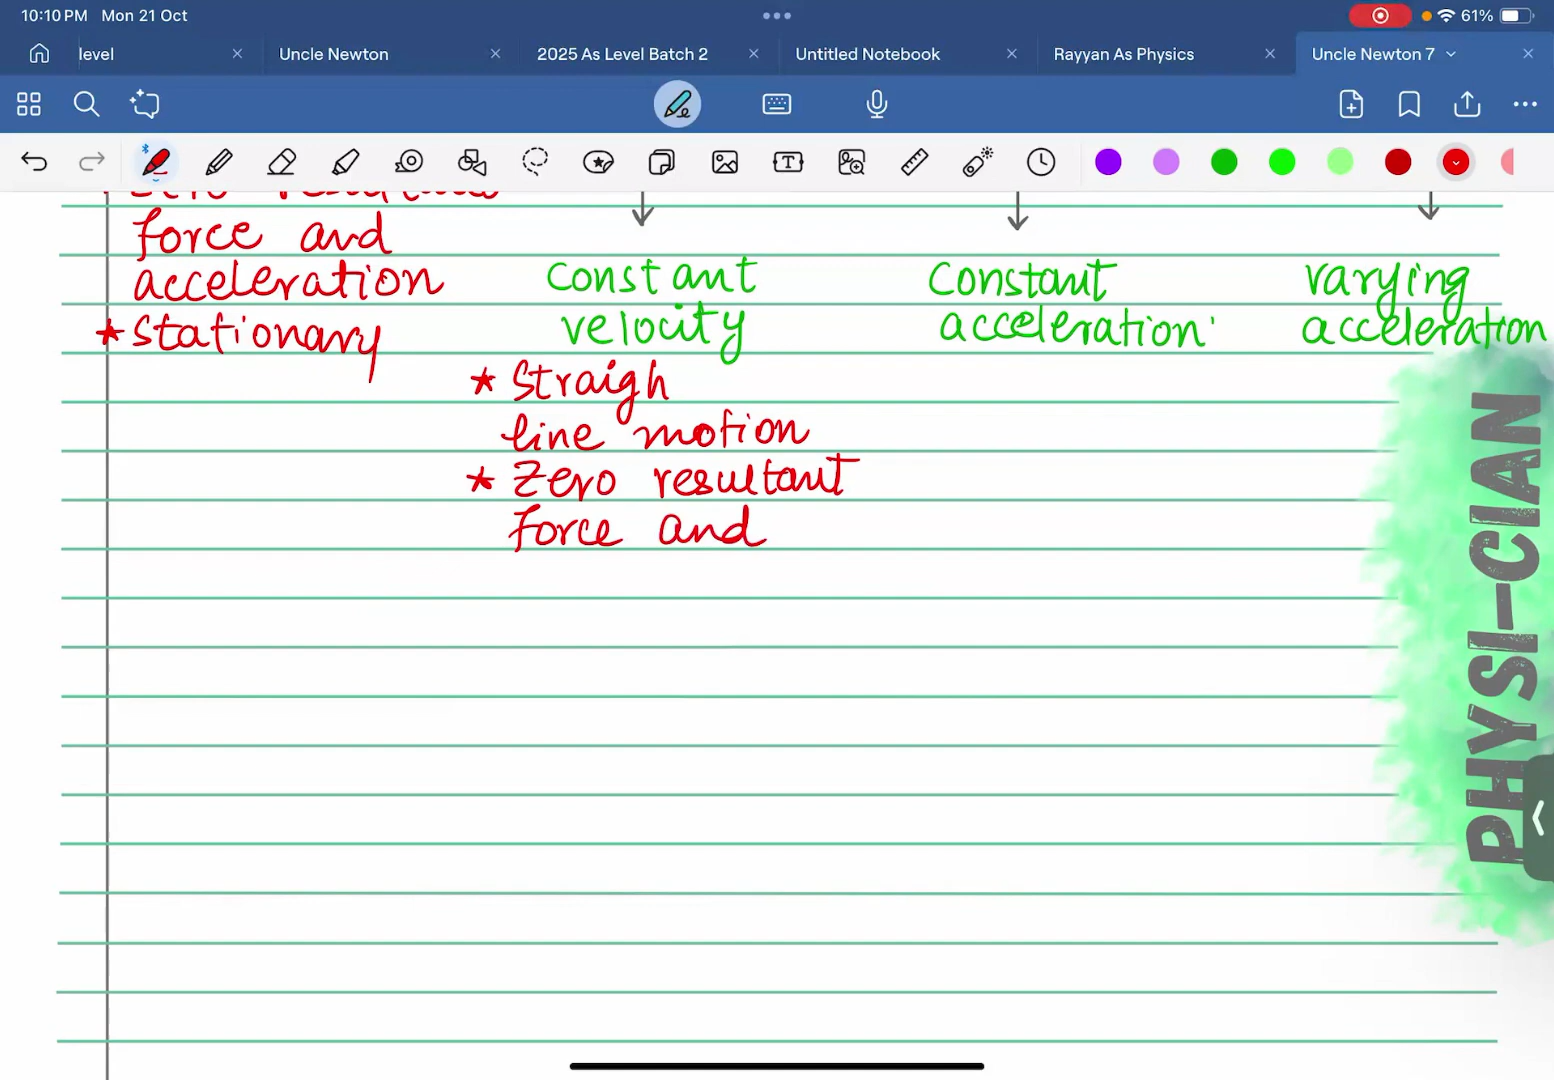 10:10 PM Mon 21 Oct
61%
level
Uncle Newton
2025 As Level Batch 2
Untitled Notebook
Rayyan As Physics
Uncle Newton 7
force and
acceleration
* Stationary
Constant
velocity
* Straigh
line motion
* Zero resultant
force and
Constant
acceleration
varying
acceleration
PHYSI-CIAN